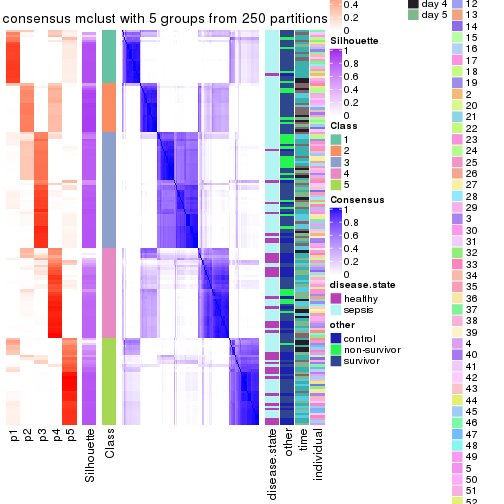 consensus mclust with 5 groups from 250 partitions
p1
p2
p3
p4
p5
Silhouette
Class
disease.state
other
time
individual
0.4
0.2
0
Silhouette
1
0.8
0.6
0.4
0.2
0
Class
1
2
3
4
5
Consensus
1
0.8
0.6
0.4
0.2
0
disease.state
healthy
sepsis
other
control
non-survivor
survivor
day 4
day 5
12
13
14
15
16
17
18
19
2
20
21
22
23
24
25
26
27
28
29
3
30
31
32
33
34
35
36
37
38
39
4
40
41
42
43
44
45
46
47
48
49
5
50
51
52